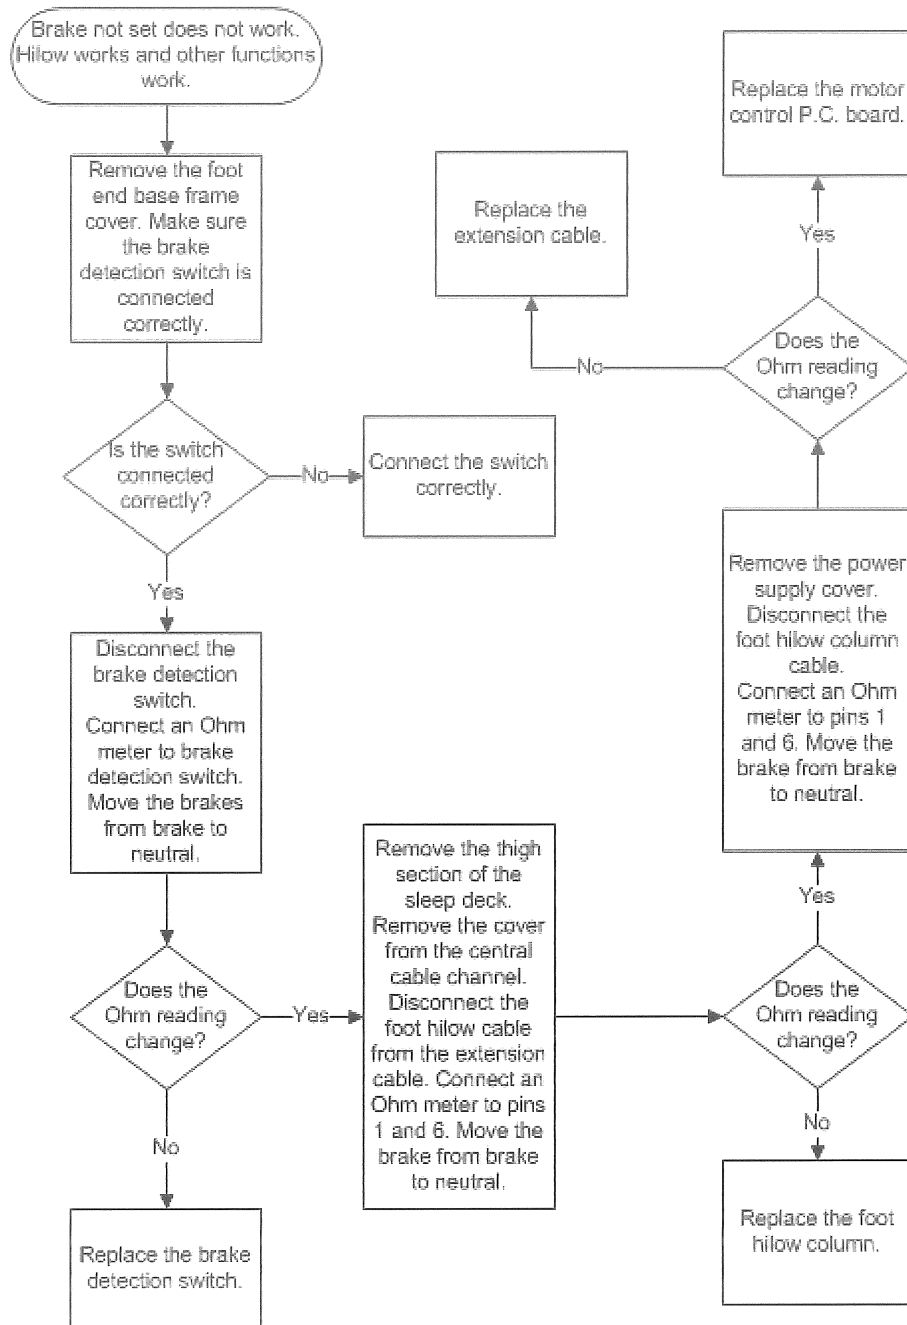 Brake not set does not work.
Hilow works and other functions
work.
Remove the foot
end base frame
cover. Make sure
the brake
detection switch is
connected
correctly.
Is the switch
connected
correctly?
No
Connect the switch
correctly.
Yes
Disconnect the
brake detection
switch.
Connect an Ohm
meter to brake
detection switch.
Move the brakes
from brake to
neutral.
Does the
Ohm reading
change?
No
Replace the brake
detection switch.
Yes
Remove the thigh
section of the
sleep deck.
Remove the cover
from the central
cable channel.
Disconnect the
foot hilow cable
from the extension
cable. Connect an
Ohm meter to pins
1 and 6. Move the
brake from brake
to neutral.
Does the
Ohm reading
change?
No
Replace the foot
hilow column.
Yes
Remove the power
supply cover.
Disconnect the
foot hilow column
cable.
Connect an Ohm
meter to pins 1
and 6. Move the
brake from brake
to neutral.
Does the
Ohm reading
change?
No
Replace the
extension cable.
Yes
Replace the motor
control P.C. board.